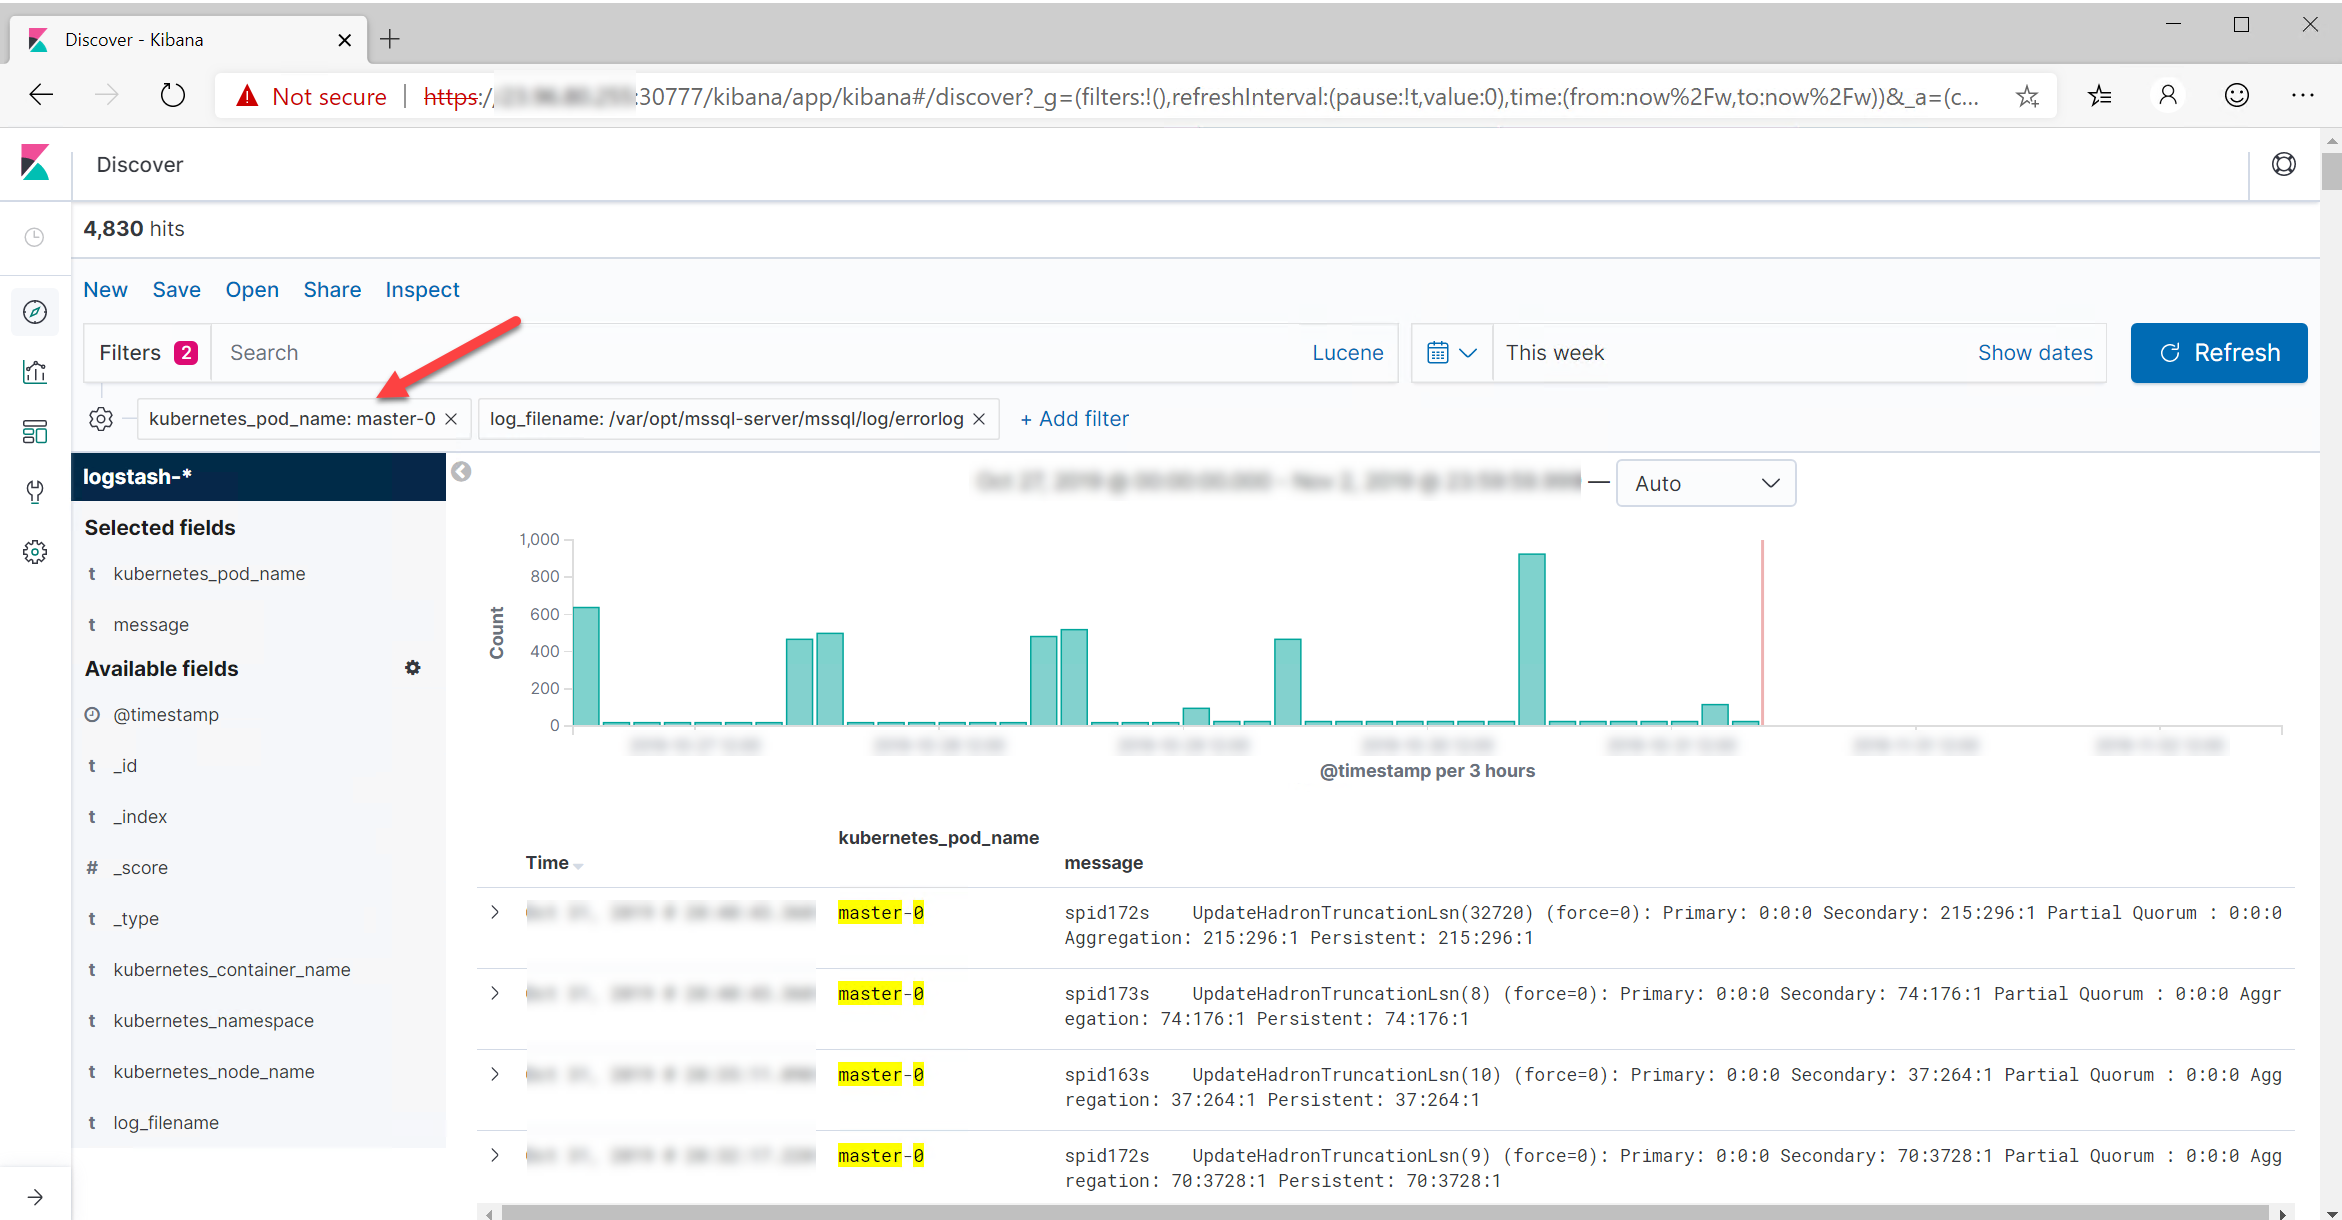 Discover - Kibana
Not secure https:// :30777/kibana/app/kibana#/discover?_g=(filters:!(),refreshInterval:(pause:!t,value:0),time:(from:now%2Fw,to:now%2Fw))&_a=(c...
Discover
4,830 hits
New Save Open Share Inspect
Filters 2 Search Lucene This week Show dates Refresh
kubernetes_pod_name: master-0 log_filename: /var/opt/mssql-server/mssql/log/errorlog + Add filter
logstash-*
Selected fields
t kubernetes_pod_name
t message
Available fields
@timestamp
t _id
t _index
# _score
t _type
t kubernetes_container_name
t kubernetes_namespace
t kubernetes_node_name
t log_filename
— Auto
Count
1,000
800
600
400
200
0
@timestamp per 3 hours
Time kubernetes_pod_name message
master-0 spid172s UpdateHadronTruncationLsn(32720) (force=0): Primary: 0:0:0 Secondary: 215:296:1 Partial Quorum : 0:0:0
Aggregation: 215:296:1 Persistent: 215:296:1
master-0 spid173s UpdateHadronTruncationLsn(8) (force=0): Primary: 0:0:0 Secondary: 74:176:1 Partial Quorum : 0:0:0 Aggr
egation: 74:176:1 Persistent: 74:176:1
master-0 spid163s UpdateHadronTruncationLsn(10) (force=0): Primary: 0:0:0 Secondary: 37:264:1 Partial Quorum : 0:0:0 Agg
regation: 37:264:1 Persistent: 37:264:1
master-0 spid172s UpdateHadronTruncationLsn(9) (force=0): Primary: 0:0:0 Secondary: 70:3728:1 Partial Quorum : 0:0:0 Agg
regation: 70:3728:1 Persistent: 70:3728:1